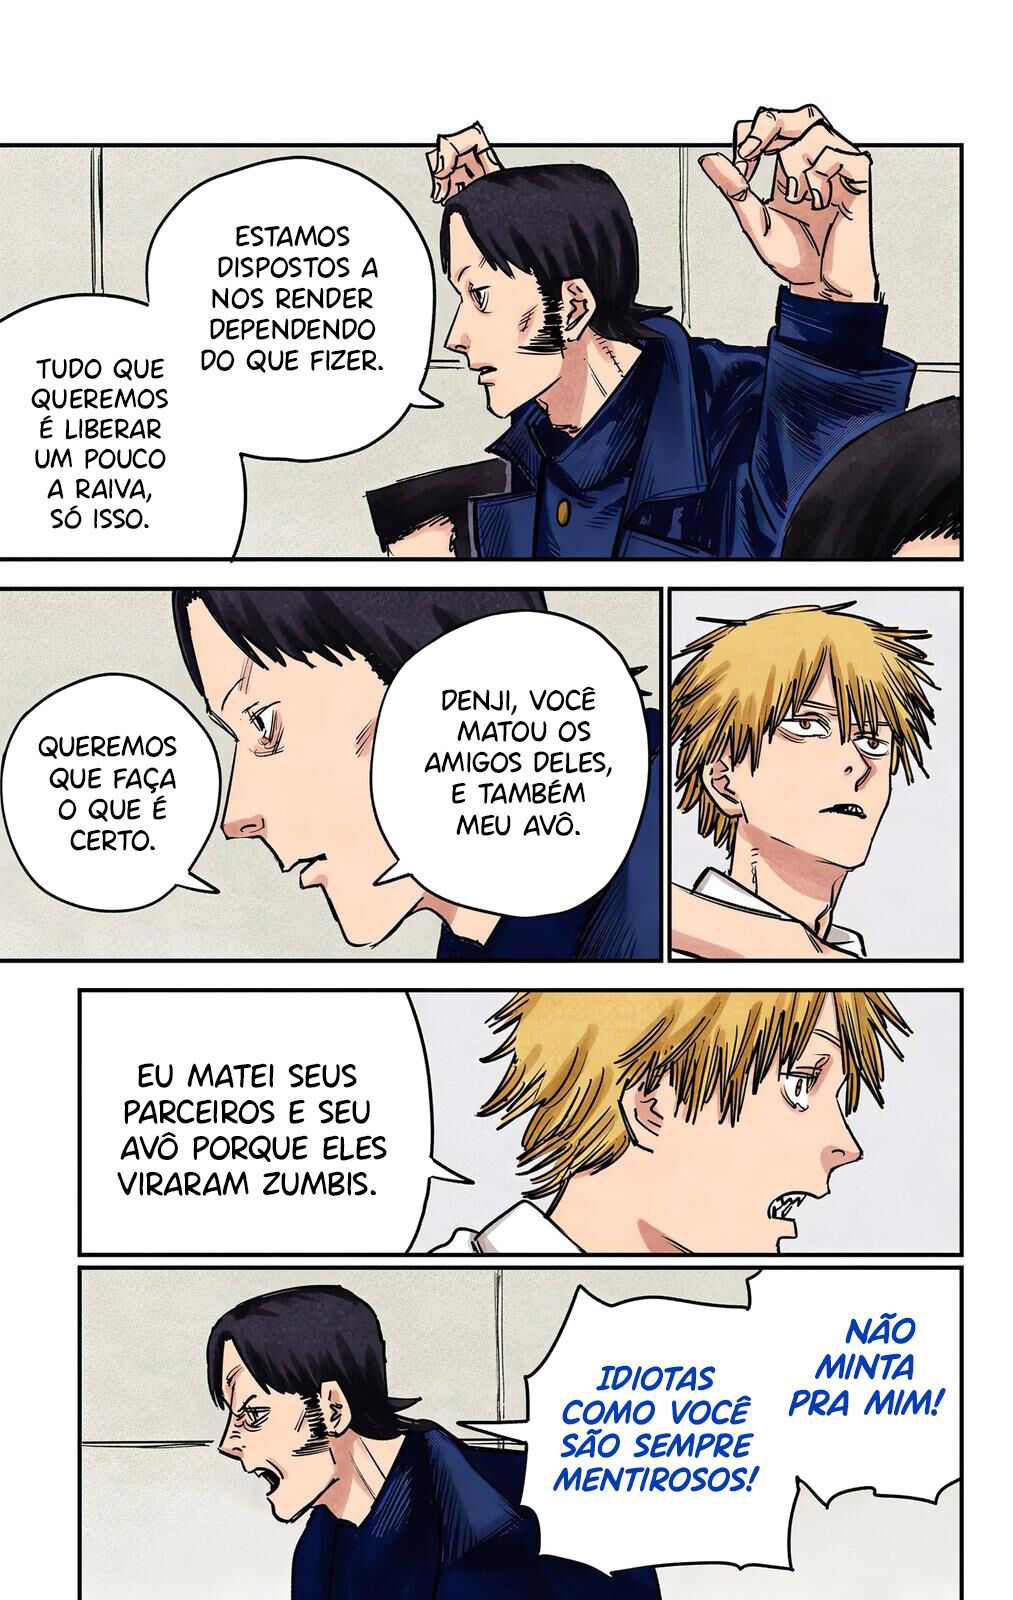 ESTAMOS
DISPOSTOS A
NOS RENDER
DEPENDENDO
DO QUE FIZER.
TUDO QUE
QUEREMOS
É LIBERAR
UM POUCO
A RAIVA,
SÓ ISSO.
DENJI, VOCÊ
MATOU OS
AMIGOS DELES,
E TAMBÉM
MEU AVÔ.
QUEREMOS
QUE FAÇA
O QUE É
CERTO.
EU MATEI SEUS
PARCEIROS E SEU
AVÔ PORQUE ELES
VIRARAM ZUMBIS.
NÃO
MINTA
PRA MIM!
IDIOTAS
COMO VOCÊ
SÃO SEMPRE
MENTIROSOS!